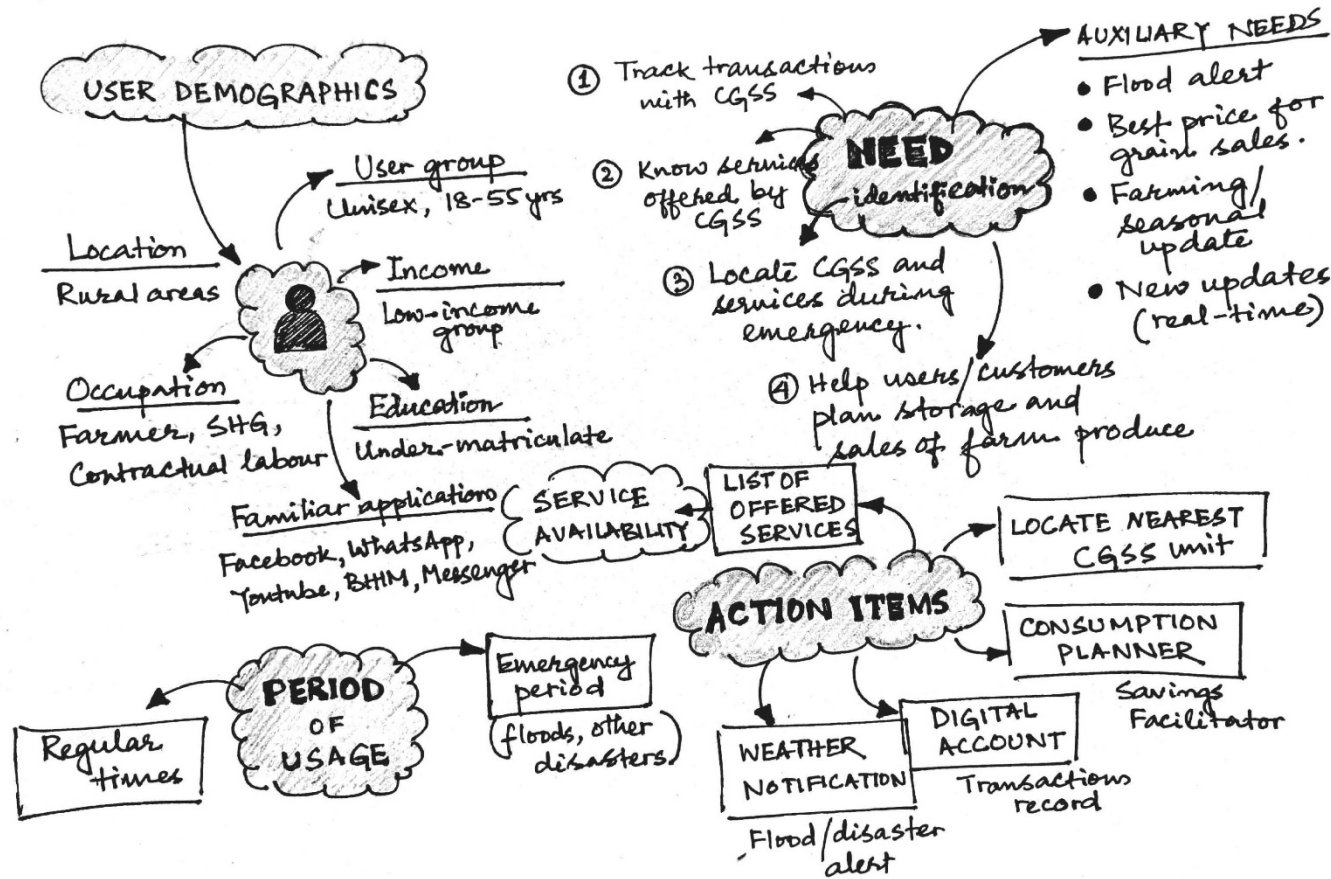 USER DEMOGRAPHICS
User group
Unisex, 18-55 yrs
Location
Rural areas
Income
Low-income
group
Occupation
Farmer, SHG,
Contractual labour
Education
Under-matriculate
Familiar applications
Facebook, WhatsApp,
Youtube, BHIM, Messenger
NEED
identification
① Track transactions
with CGSS
② Know services
offered by
CGSS
③ Locate CGSS and
services during
emergency.
④ Help users/customers
plan storage and
sales of farm produce
AUXILIARY NEEDS
• Flood alert
• Best price for
grain sales.
• Farming/
seasonal
update
• New updates
(real-time)
SERVICE
AVAILABILITY
LIST OF
OFFERED
SERVICES
ACTION ITEMS
LOCATE NEAREST
CGSS unit
CONSUMPTION
PLANNER
Savings
Facilitator
DIGITAL
ACCOUNT
Transactions
record
WEATHER
NOTIFICATION
Flood/disaster
alert
PERIOD
OF
USAGE
Regular
times
Emergency
period
(floods, other
disasters)